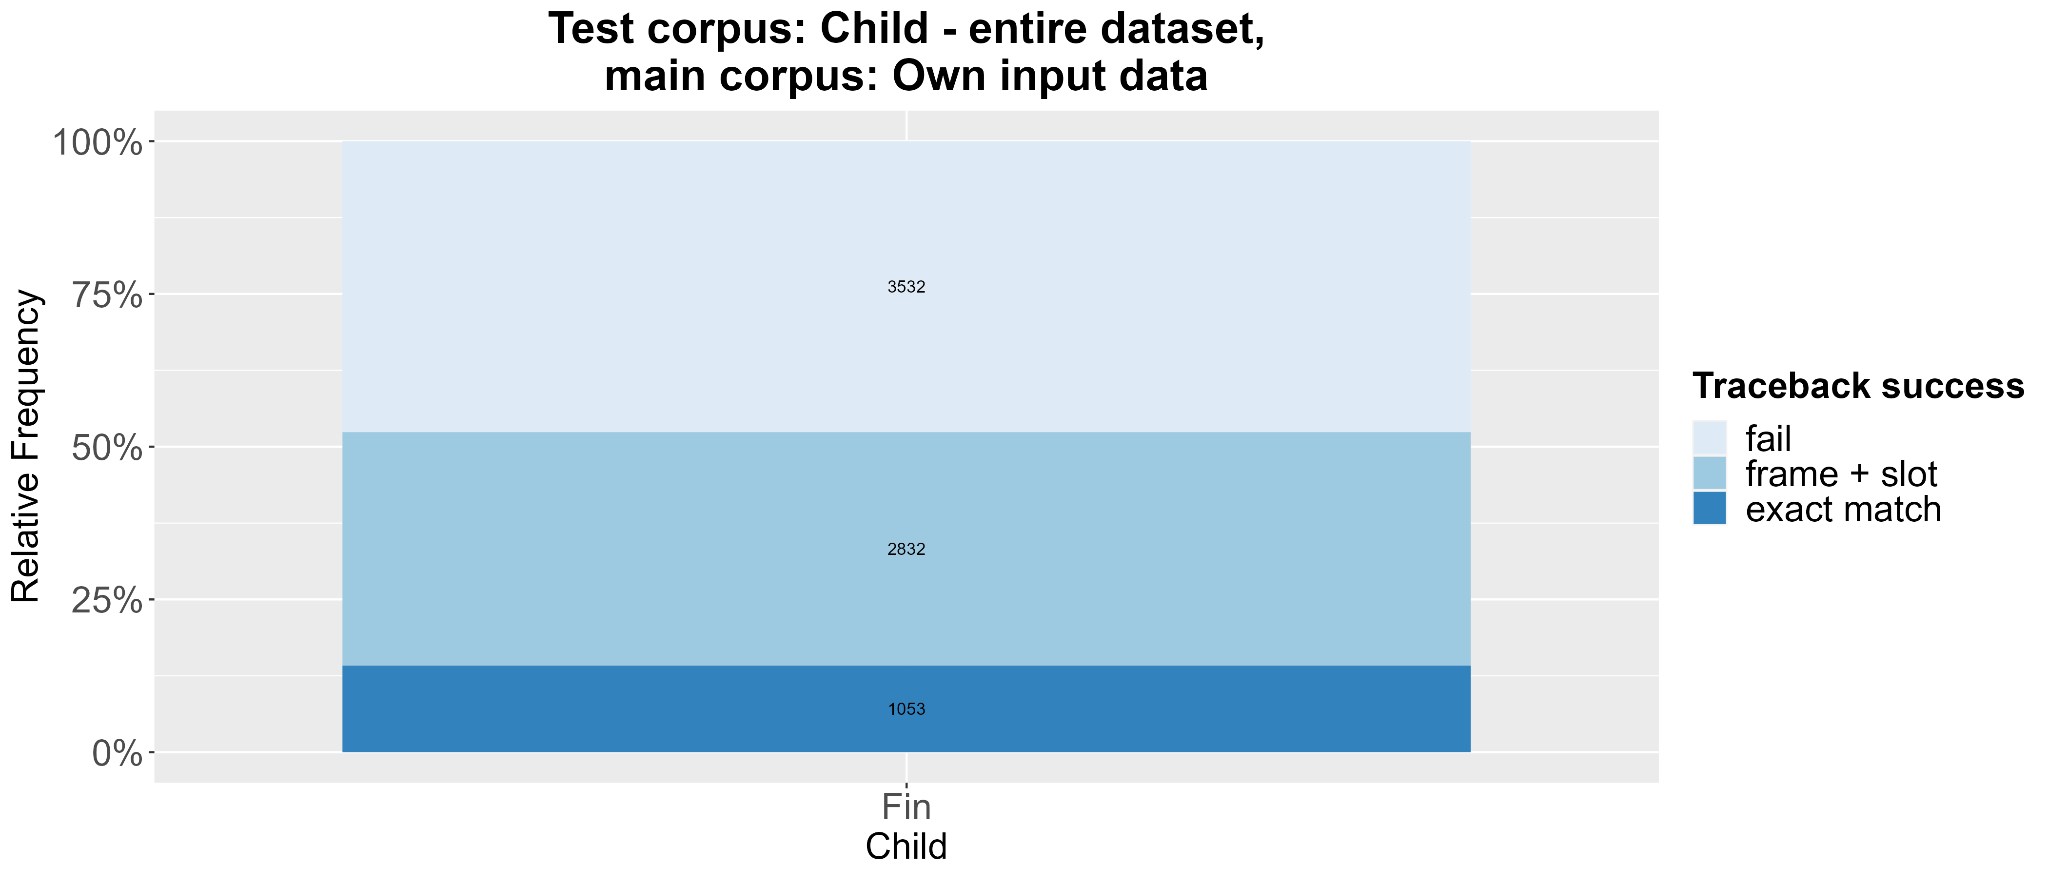 Test corpus: Child - entire dataset,
main corpus: Own input data
Relative Frequency
100%
75%
50%
25%
0%
3532
2832
1053
Fin
Child
Traceback success
fail
frame + slot
exact match